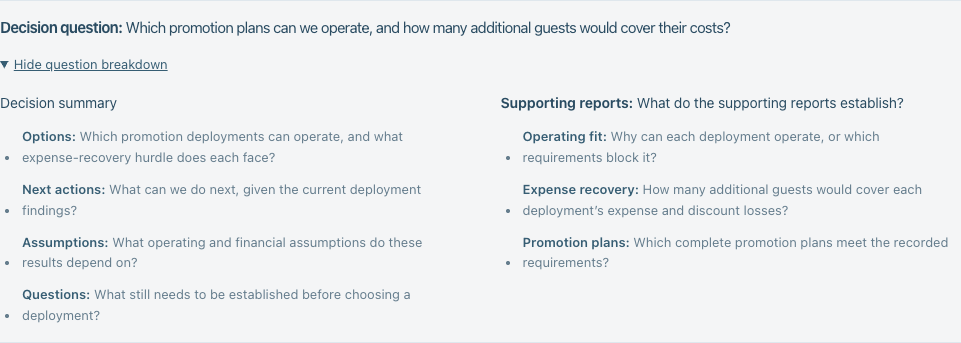 Decision question: Which promotion plans can we operate, and how many additional guests would cover their costs?
▼ Hide question breakdown
Decision summary
• Options: Which promotion deployments can operate, and what
expense-recovery hurdle does each face?
• Next actions: What can we do next, given the current deployment
findings?
• Assumptions: What operating and financial assumptions do these
results depend on?
• Questions: What still needs to be established before choosing a
deployment?
Supporting reports: What do the supporting reports establish?
• Operating fit: Why can each deployment operate, or which
requirements block it?
• Expense recovery: How many additional guests would cover each
deployment's expense and discount losses?
• Promotion plans: Which complete promotion plans meet the recorded
requirements?